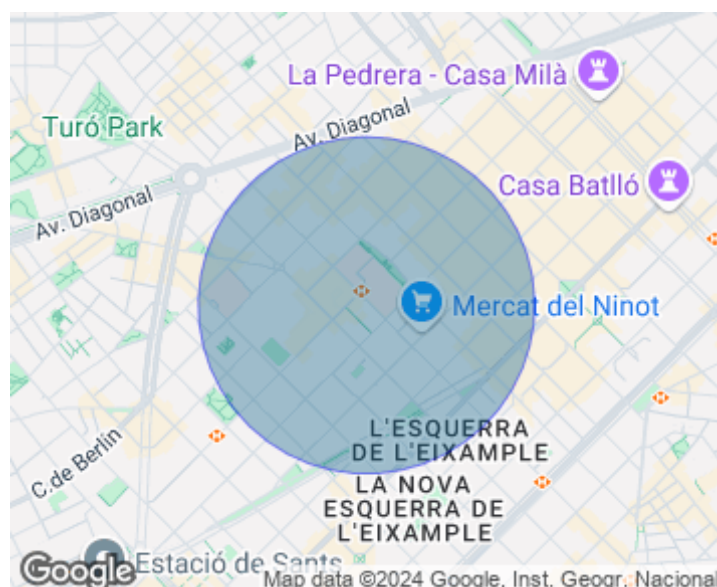 La Pedrera - Casa Milà
Turó Park
Av. Diagonal
Casa Batlló
Av. Diagonal
Mercat del Ninot
L'ESQUERRA
DE L'EIXAMPLE
C. de Berlin
LA NOVA
ESQUERRA DE
L'EIXAMPLE
Estació de Sants
Google
Map data ©2024 Google, Inst. Geogr. Nacional